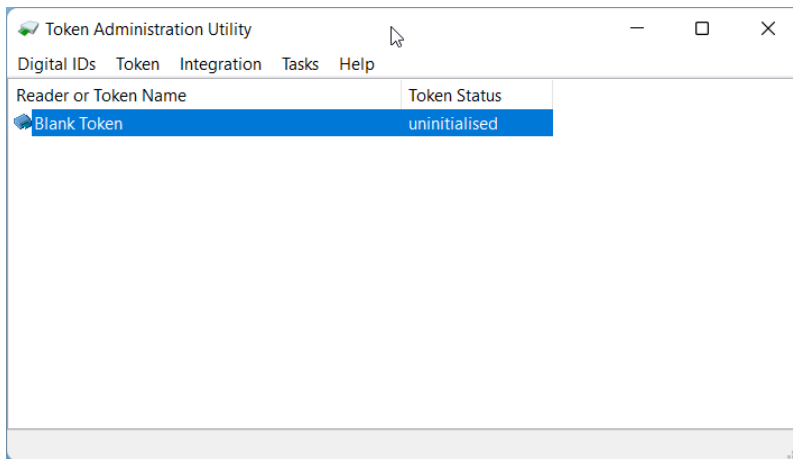 Token Administration Utility
Digital IDs Token Integration Tasks Help
Reader or Token Name Token Status
Blank Token uninitialised